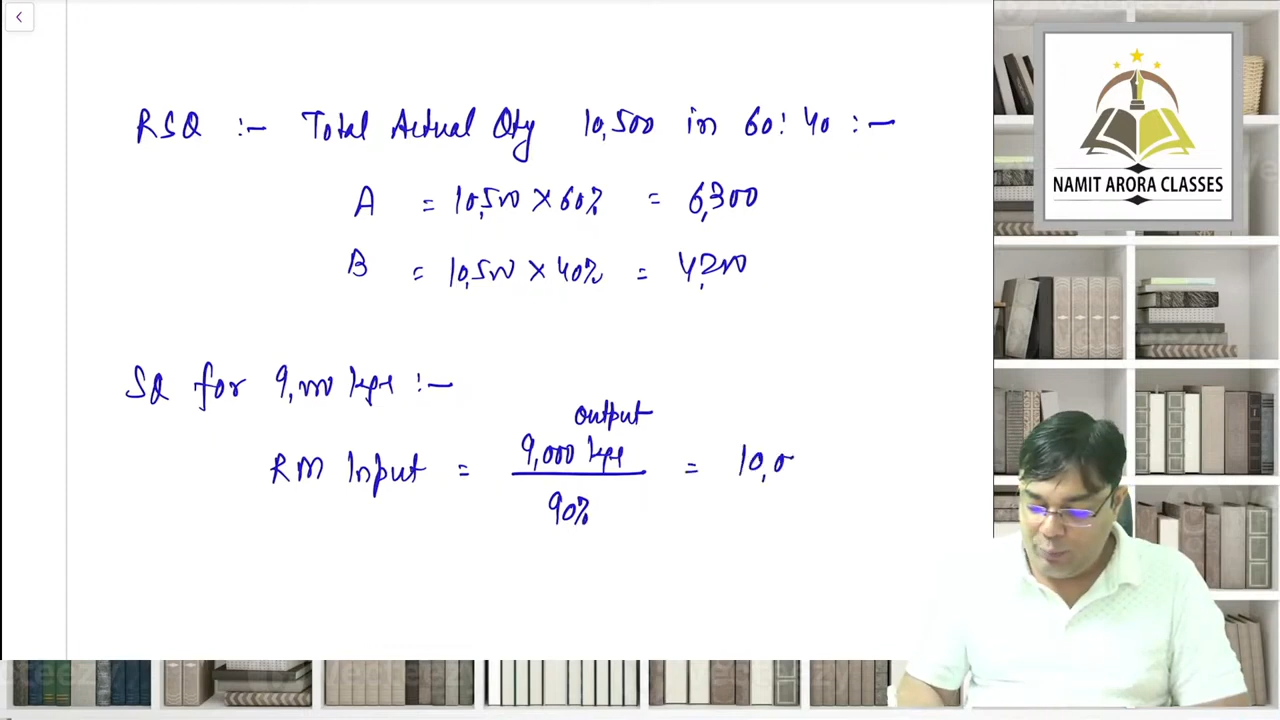 RSQ :- Total Actual Qty 10,500 in 60:40 :-
A = 10,500 × 60% = 6,300
B = 10,500 × 40% = 4,200
SQ for 9,000 kgs :-
output
RM Input = 9,000 kgs = 10,0
90%
NAMIT ARORA CLASSES